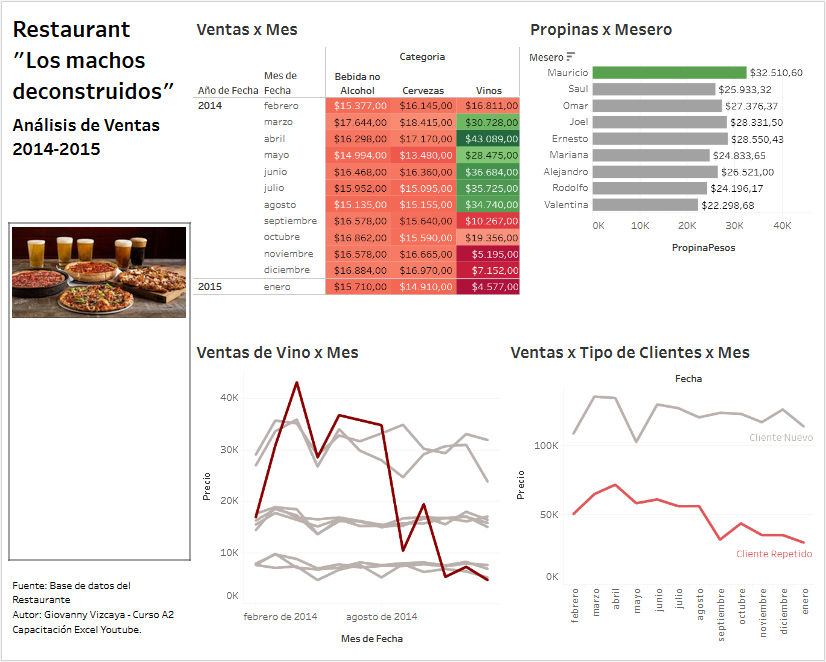 Restaurant
”Los machos
deconstruidos”
Análisis de Ventas
2014-2015
Fuente: Base de datos del
Restaurante
Autor: Giovanny Vizcaya - Curso A2
Capacitación Excel Youtube.
Ventas x Mes
Categoria
Año de Fecha Mes de Fecha Bebida no Alcohol Cervezas Vinos
2014 febrero $15.377,00 $16.145,00 $16.811,00
marzo $17.644,00 $18.415,00 $30.728,00
abril $16.298,00 $17.170,00 $43.089,00
mayo $14.994,00 $13.480,00 $28.475,00
junio $16.468,00 $16.360,00 $36.684,00
julio $15.952,00 $15.095,00 $35.725,00
agosto $15.135,00 $15.155,00 $34.740,00
septiembre $16.578,00 $15.640,00 $10.267,00
octubre $16.862,00 $15.590,00 $19.356,00
noviembre $16.578,00 $16.665,00 $5.195,00
diciembre $16.884,00 $16.970,00 $7.152,00
2015 enero $15.710,00 $14.910,00 $4.577,00
Propinas x Mesero
Mesero
Mauricio $32.510,60
Saul $25.933,32
Omar $27.376,37
Joel $28.331,50
Ernesto $28.550,43
Mariana $24.833,65
Alejandro $26.521,00
Rodolfo $24.196,17
Valentina $22.298,68
0K 10K 20K 30K 40K
PropinaPesos
Ventas de Vino x Mes
Precio
40K
30K
20K
10K
0K
febrero de 2014 agosto de 2014
Mes de Fecha
Ventas x Tipo de Clientes x Mes
Fecha
Precio
100K
50K
0K
Cliente Nuevo
Cliente Repetido
febrero marzo abril mayo junio julio agosto septiembre octubre noviembre diciembre enero